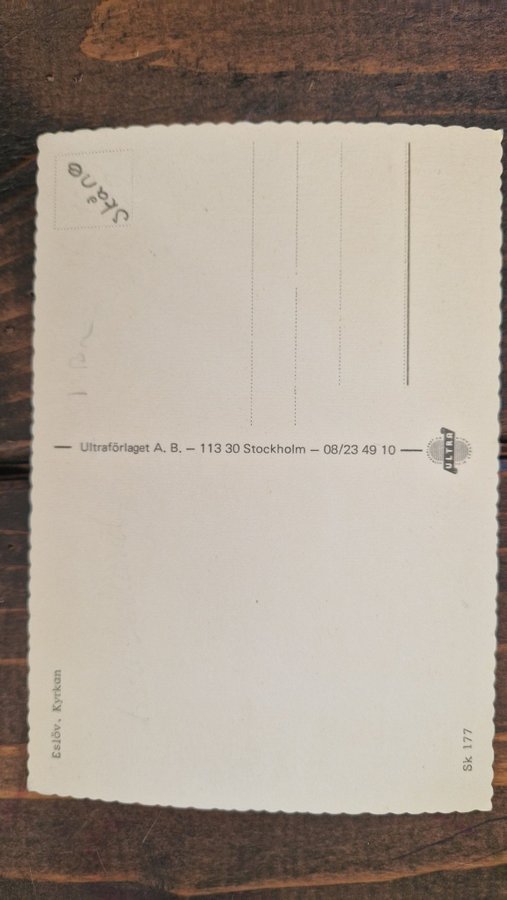 Skåne
Ultraförlaget A. B. — 113 30 Stockholm — 08/23 49 10
ULTRA
Eslöv. Kyrkan
Sk 177